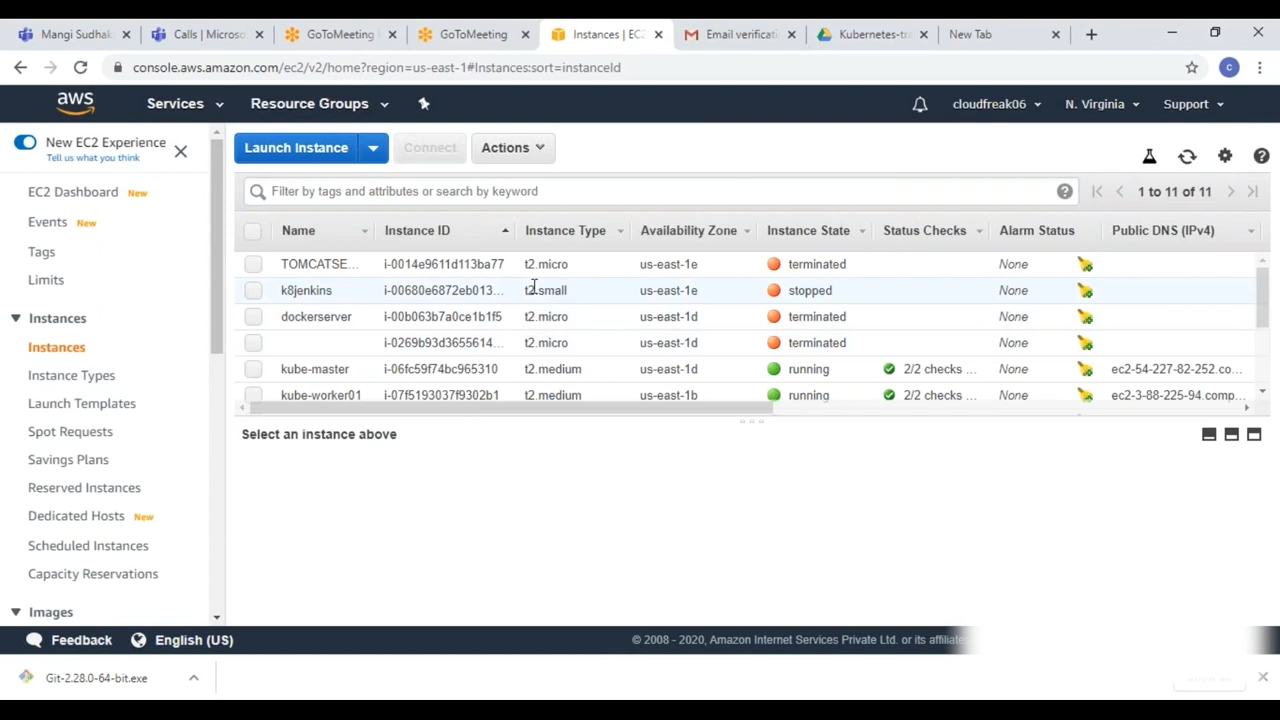 Mangi Sudhak
Calls | Microso
GoToMeeting
GoToMeeting
Instances | EC2
Email verificati
Kubernetes-tra
New Tab
console.aws.amazon.com/ec2/v2/home?region=us-east-1#Instances:sort=instanceId
C
aws
Services
Resource Groups
cloudfreak06
N. Virginia
Support
New EC2 Experience
Tell us what you think
Launch Instance
Connect
Actions
EC2 Dashboard New
Filter by tags and attributes or search by keyword
1 to 11 of 11
Events New
Name Instance ID Instance Type Availability Zone Instance State Status Checks Alarm Status Public DNS (IPv4)
Tags
TOMCATSE... i-0014e9611d113ba77 t2.micro us-east-1e terminated None
Limits
k8jenkins i-00680e6872eb013... t2.small us-east-1e stopped None
Instances
dockerserver i-00b063b7a0ce1b1f5 t2.micro us-east-1d terminated None
Instances
i-0269b93d3655614... t2.micro us-east-1d terminated None
Instance Types
kube-master i-06fc59f74bc965310 t2.medium us-east-1d running 2/2 checks ... None ec2-54-227-82-252.co...
Launch Templates
kube-worker01 i-07f5193037f9302b1 t2.medium us-east-1b running 2/2 checks ... None ec2-3-88-225-94.comp...
Spot Requests
Select an instance above
Savings Plans
Reserved Instances
Dedicated Hosts New
Scheduled Instances
Capacity Reservations
Images
Feedback
English (US)
© 2008 - 2020, Amazon Internet Services Private Ltd. or its affiliate
Git-2.28.0-64-bit.exe